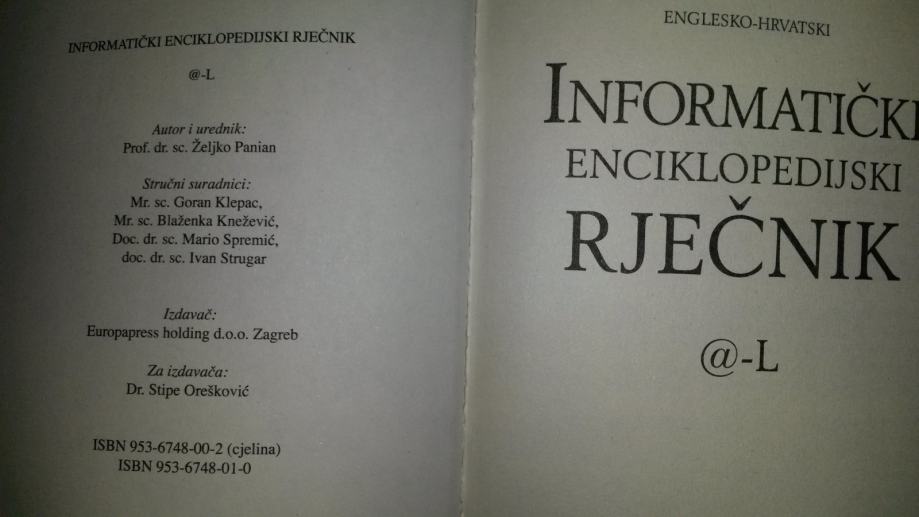 INFORMATIČKI ENCIKLOPEDIJSKI RJEČNIK
@-L
Autor i urednik:
Prof. dr. sc. Željko Panian
Stručni suradnici:
Mr. sc. Goran Klepac,
Mr. sc. Blaženka Knežević,
Doc. dr. sc. Mario Spremić,
doc. dr. sc. Ivan Strugar
Izdavač:
Europapress holding d.o.o. Zagreb
Za izdavača:
Dr. Stipe Orešković
ISBN 953-6748-00-2 (cjelina)
ISBN 953-6748-01-0
ENGLESKO-HRVATSKI
INFORMATIČKI
ENCIKLOPEDIJSKI
RJEČNIK
@-L